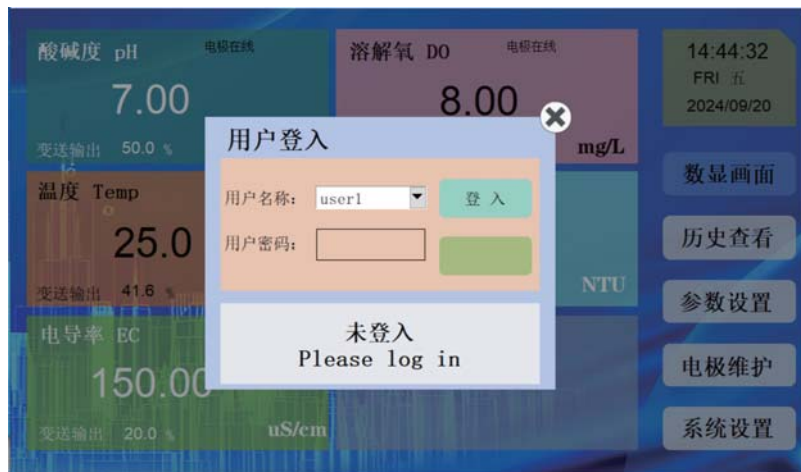 酸碱度 pH 电极在线
7.00
变送输出 50.0 %
溶解氧 DO 电极在线
8.00
mg/L
14:44:32
FRI 五
2024/09/20
温度 Temp
25.0
变送输出 41.6 %
NTU
电导率 EC
150.00
变送输出 20.0 %
uS/cm
用户登入
用户名称: user1
登 入
用户密码:
未登入
Please log in
数显画面
历史查看
参数设置
电极维护
系统设置